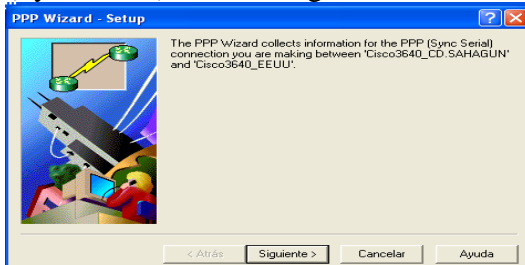 PPP Wizard - Setup
The PPP Wizard collects information for the PPP (Sync Serial)
connection you are making between 'Cisco3640_CD.SAHAGUN'
and 'Cisco3640_EEUU'.
< Atrás
Siguiente >
Cancelar
Ayuda